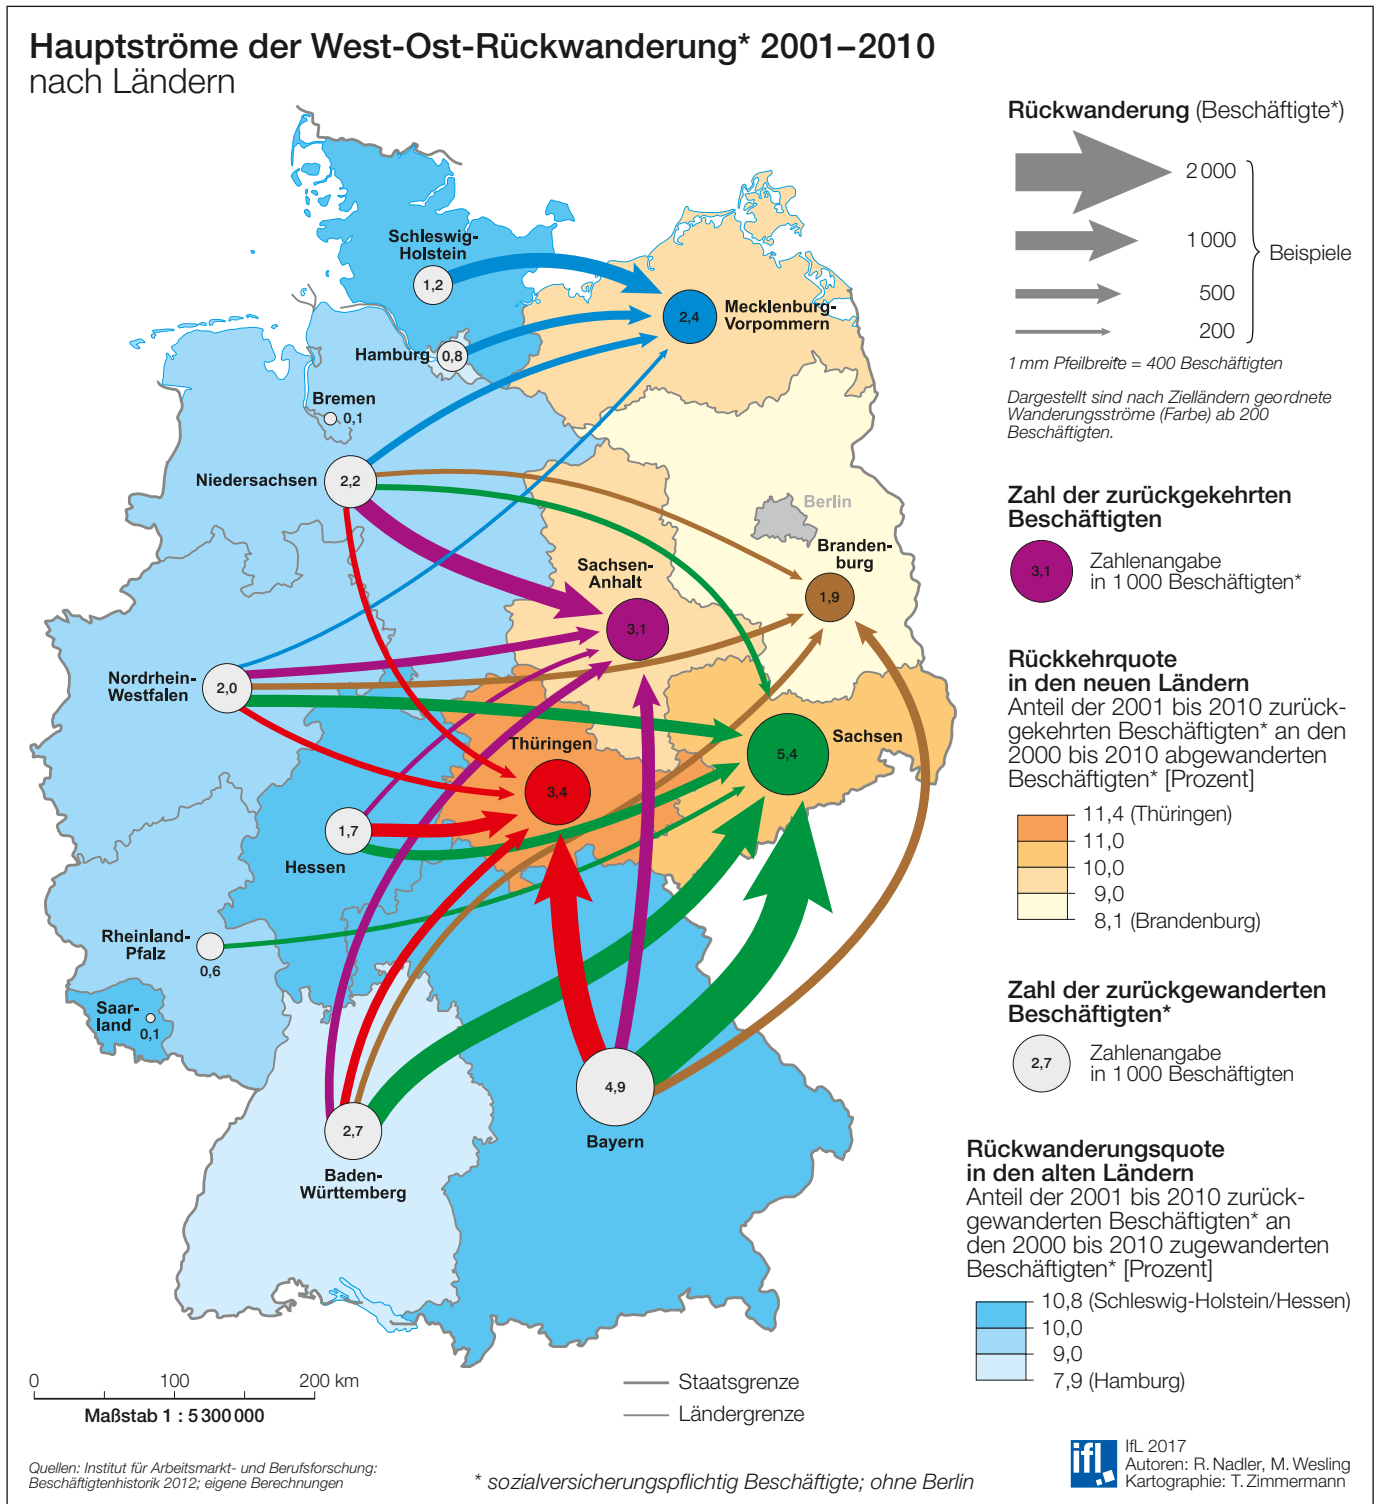 Hauptströme der West-Ost-Rückwanderung* 2001–2010
nach Ländern
Rückwanderung (Beschäftigte*)
2 000
1 000
500
200
Beispiele
1 mm Pfeilbreite = 400 Beschäftigten
Dargestellt sind nach Zielländern geordnete
Wanderungsströme (Farbe) ab 200
Beschäftigten.
Zahl der zurückgekehrten
Beschäftigten
3,1
Zahlenangabe
in 1 000 Beschäftigten*
Rückkehrquote
in den neuen Ländern
Anteil der 2001 bis 2010 zurück-
gekehrten Beschäftigten* an den
2000 bis 2010 abgewanderten
Beschäftigten* [Prozent]
11,4 (Thüringen)
11,0
10,0
9,0
8,1 (Brandenburg)
Zahl der zurückgewanderten
Beschäftigten*
2,7
Zahlenangabe
in 1 000 Beschäftigten
Rückwanderungsquote
in den alten Ländern
Anteil der 2001 bis 2010 zurück-
gewanderten Beschäftigten* an
den 2000 bis 2010 zugewanderten
Beschäftigten* [Prozent]
10,8 (Schleswig-Holstein/Hessen)
10,0
9,0
7,9 (Hamburg)
Schleswig-
Holstein
1,2
Mecklenburg-
Vorpommern
2,4
Hamburg
0,8
Bremen
0,1
Niedersachsen
2,2
Berlin
Branden-
burg
1,9
Sachsen-
Anhalt
3,1
Nordrhein-
Westfalen
2,0
Thüringen
3,4
Sachsen
5,4
Hessen
1,7
Rheinland-
Pfalz
0,6
Saar-
land
0,1
Baden-
Württemberg
2,7
Bayern
4,9
0 100 200 km
Maßstab 1 : 5 300 000
Staatsgrenze
Ländergrenze
Quellen: Institut für Arbeitsmarkt- und Berufsforschung:
Beschäftigtenhistorik 2012; eigene Berechnungen
* sozialversicherungspflichtig Beschäftigte; ohne Berlin
ifl
IfL 2017
Autoren: R. Nadler, M. Wesling
Kartographie: T. Zimmermann